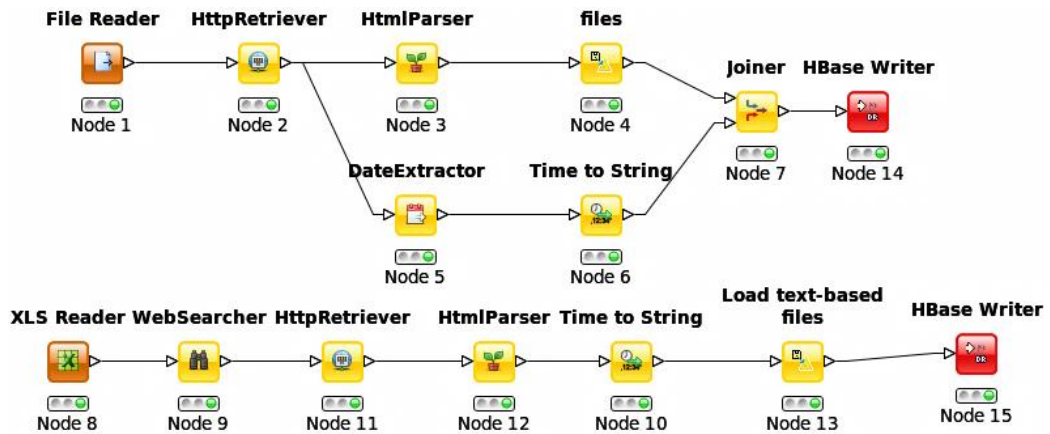 File Reader HttpRetriever HtmlParser files
Joiner HBase Writer
Node 1 Node 2 Node 3 Node 4
Node 7 Node 14
DateExtractor Time to String
Node 5 Node 6
Load text-based
XLS Reader WebSearcher HttpRetriever HtmlParser Time to String files HBase Writer
Node 8 Node 9 Node 11 Node 12 Node 10 Node 13 Node 15